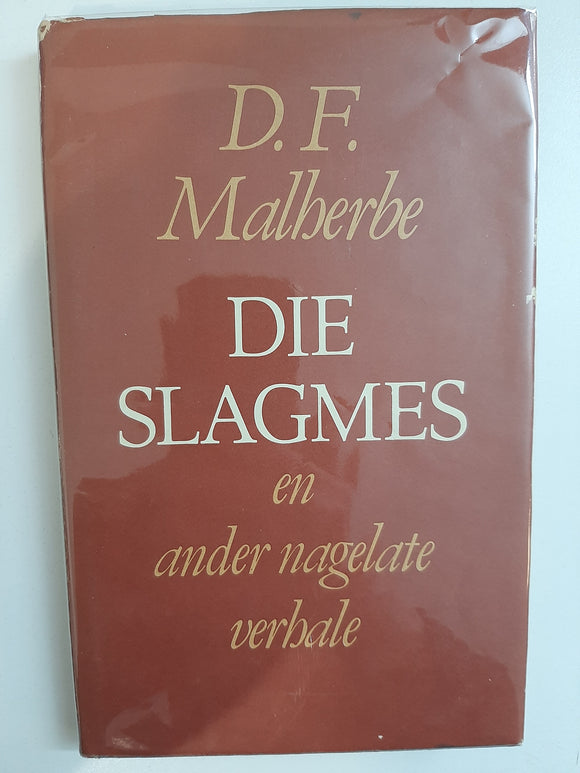 D. F.
Malherbe
DIE
SLAGMES
en
ander nagelate
verhale